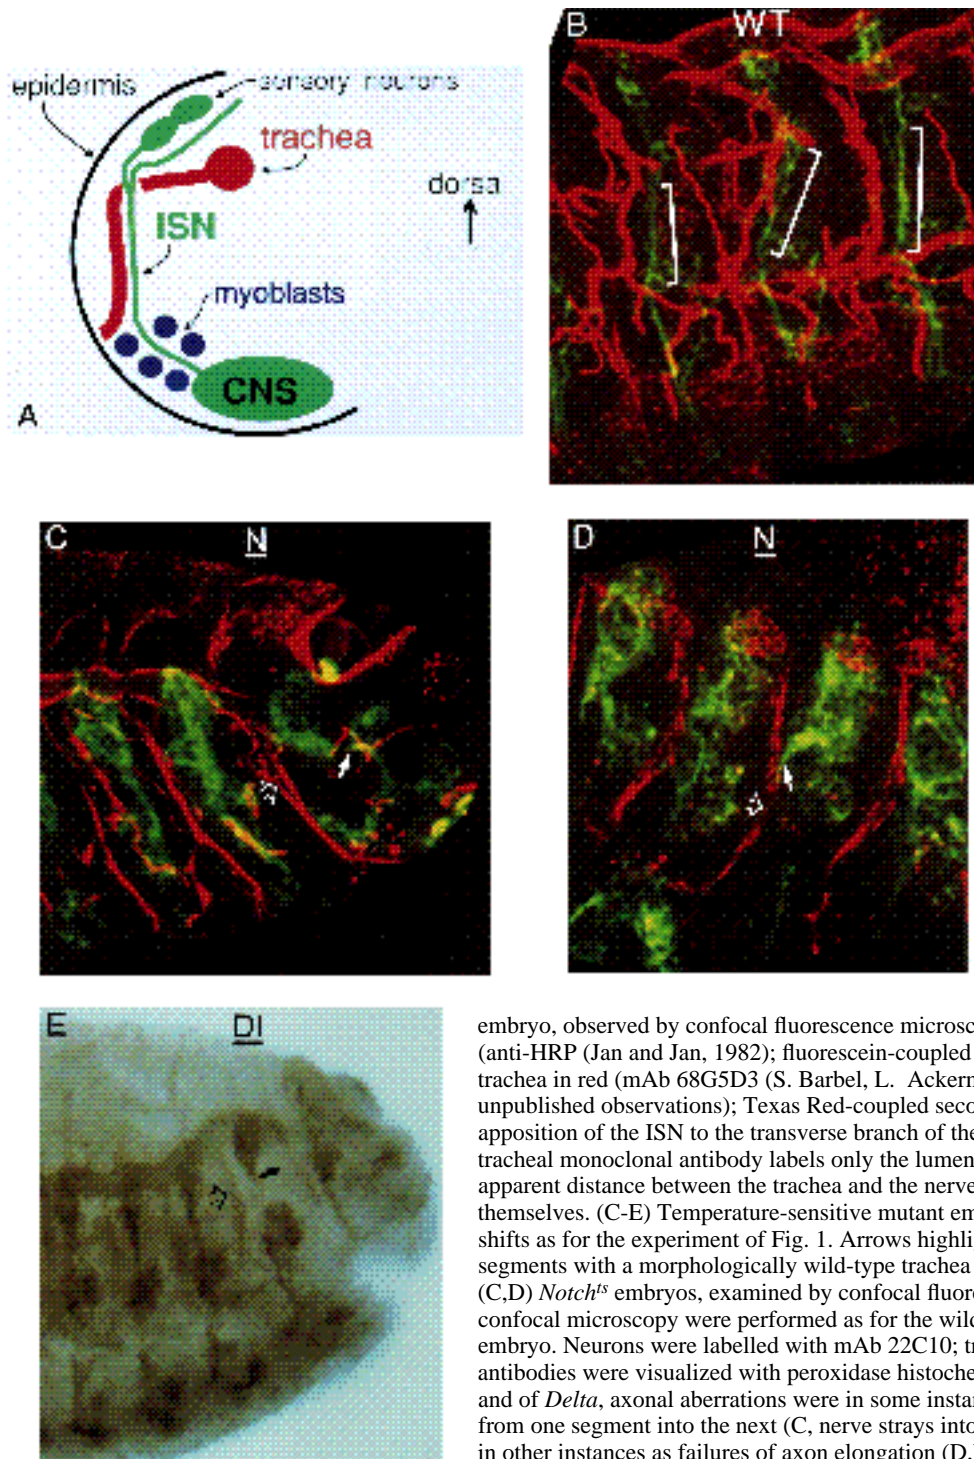 epidermis
sensory neurons
trachea
dorsa
ISN
myoblasts
CNS
A
B WT
C N
D N
E Dl
embryo, observed by confocal fluorescence microsc
(anti-HRP (Jan and Jan, 1982); fluorescein-coupled
trachea in red (mAb 68G5D3 (S. Barbel, L. Ackerm
unpublished observations); Texas Red-coupled seco
apposition of the ISN to the transverse branch of the
tracheal monoclonal antibody labels only the lumen
apparent distance between the trachea and the nerve
themselves. (C-E) Temperature-sensitive mutant em
shifts as for the experiment of Fig. 1. Arrows highli
segments with a morphologically wild-type trachea
(C,D) Notchts embryos, examined by confocal fluore
confocal microscopy were performed as for the wild
embryo. Neurons were labelled with mAb 22C10; tr
antibodies were visualized with peroxidase histoche
and of Delta, axonal aberrations were in some instan
from one segment into the next (C, nerve strays into
in other instances as failures of axon elongation (D,